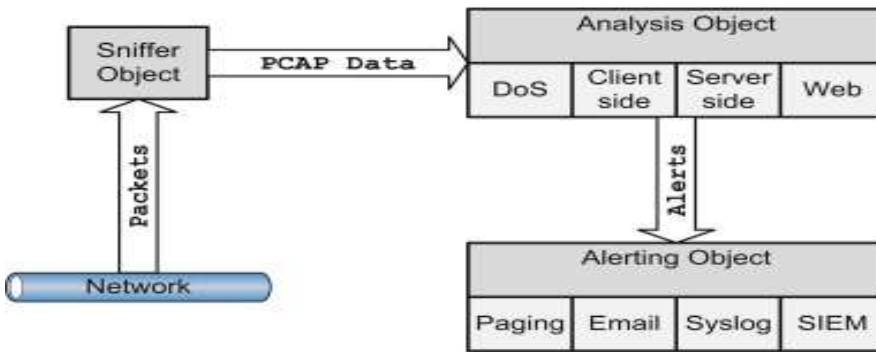 Sniffer
Object
PCAP Data
Analysis Object
DoS
Client
side
Server
side
Web
Packets
Alerts
Network
Alerting Object
Paging
Email
Syslog
SIEM